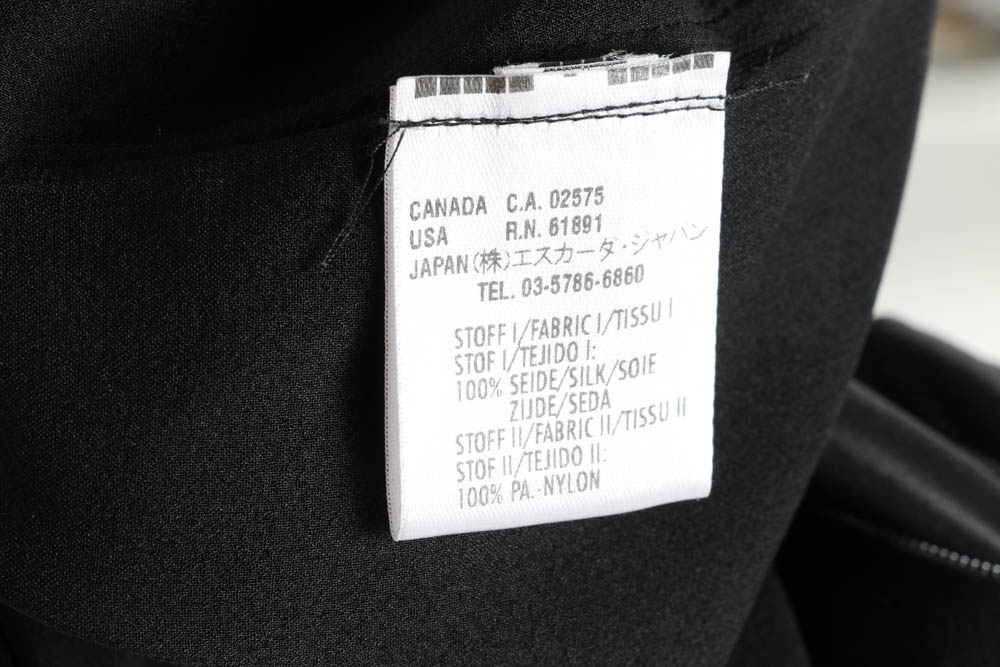 CANADA C.A. 02575
USA R.N. 61891
JAPAN (株)エスカーダ・ジャパン
TEL. 03-5786-6860
STOFF I/FABRIC I/TISSU I
STOF I/TEJIDO I:
100% SEIDE/SILK/SOIE
ZIJDE/SEDA
STOFF II/FABRIC II/TISSU II
STOF II/TEJIDO II:
100% PA.-NYLON